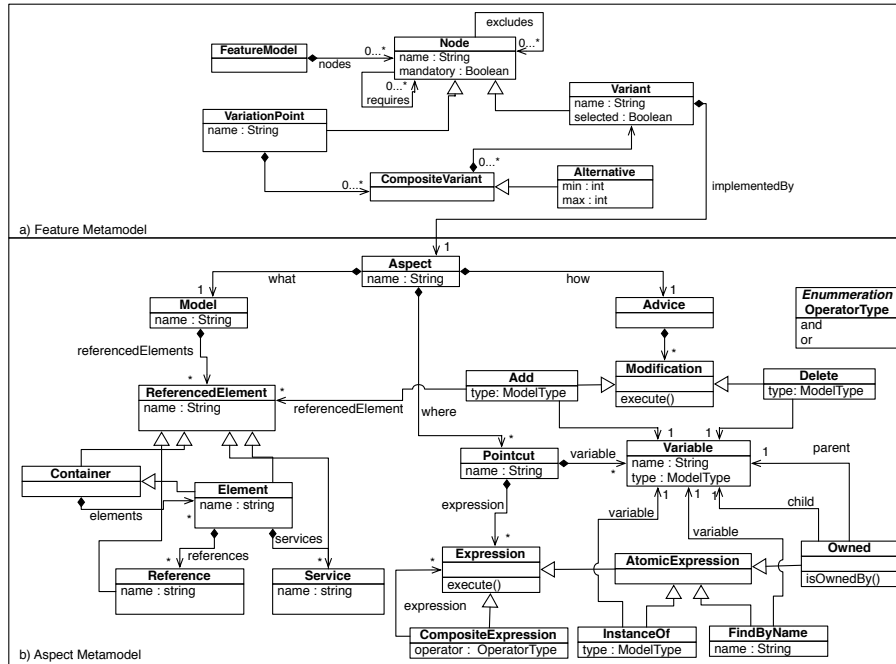 excludes
FeatureModel
0...*
Node
0...*
nodes
name : String
mandatory : Boolean
0...*
requires
Variant
name : String
selected : Boolean
VariationPoint
name : String
0...*
0...*
CompositeVariant
Alternative
min : int
max : int
implementedBy
a) Feature Metamodel
1
Aspect
name : String
what
how
1
Model
name : String
1
Advice
Enummeration
OperatorType
and
or
referencedElements
*
*
ReferencedElement
name : String
referencedElement
Add
type: ModelType
Modification
execute()
Delete
type: ModelType
where
*
1
1
Pointcut
name : String
variable
*
Variable
name : String
type : ModelType
1
parent
1
1
1
child
Container
elements
*
Element
name : string
expression
*
variable
variable
references
services
*
*
Reference
name : string
Service
name : string
*
Expression
execute()
expression
AtomicExpression
Owned
isOwnedBy()
CompositeExpression
operator : OperatorType
InstanceOf
type : ModelType
FindByName
name : String
b) Aspect Metamodel